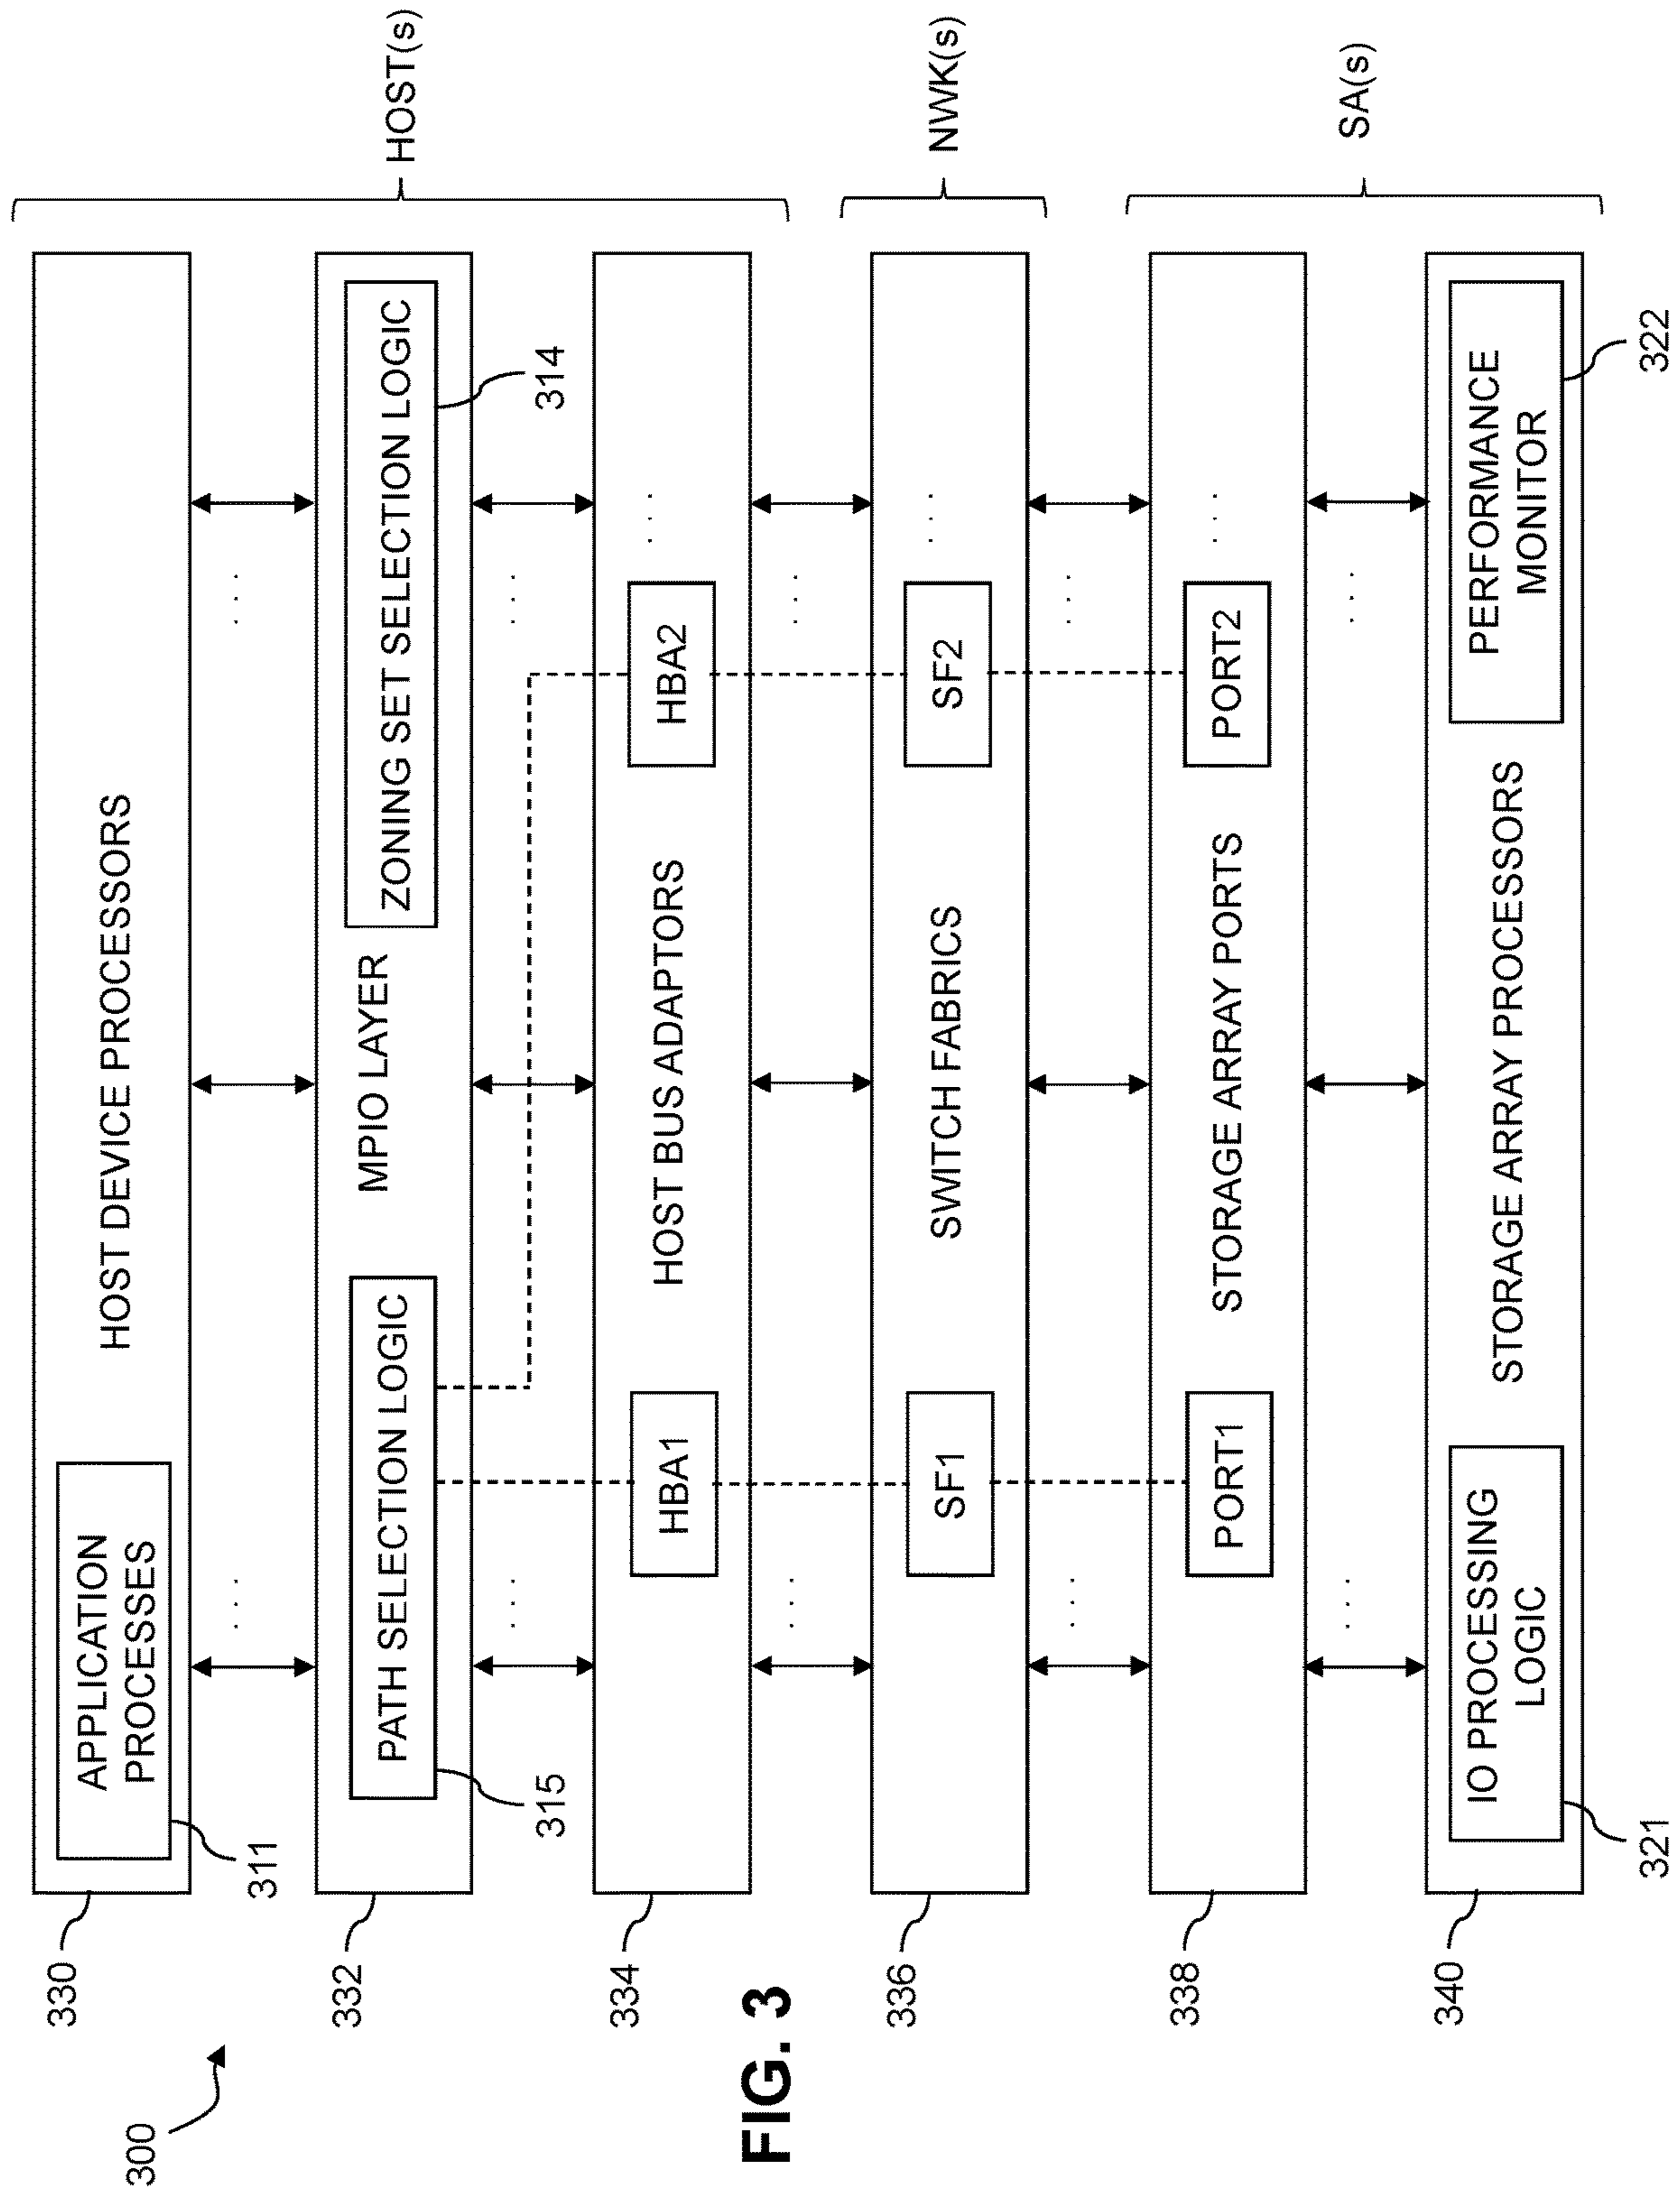 300
330
APPLICATION
PROCESSES
311
HOST DEVICE PROCESSORS
HOST(s)
332
PATH SELECTION LOGIC
315
MPIO LAYER
ZONING SET SELECTION LOGIC
314
334
HBA1
HOST BUS ADAPTORS
HBA2
336
SF1
SWITCH FABRICS
SF2
NWK(s)
338
PORT1
STORAGE ARRAY PORTS
PORT2
SA(s)
340
IO PROCESSING
LOGIC
321
STORAGE ARRAY PROCESSORS
PERFORMANCE
MONITOR
322
FIG. 3